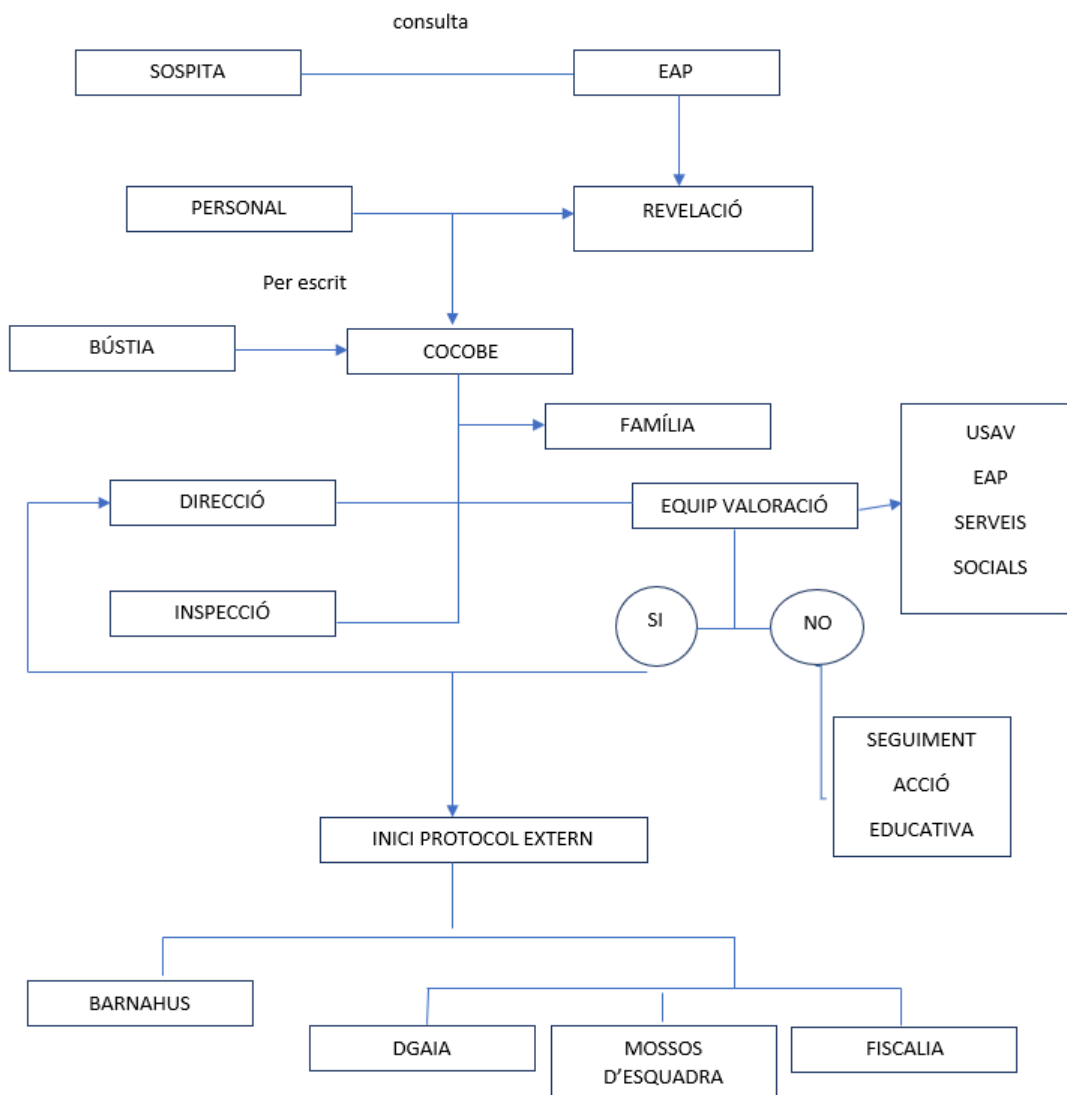 consulta
SOSPITA
EAP
PERSONAL
REVELACIÓ
Per escrit
BÚSTIA
COCOBE
FAMÍLIA
USAV
EAP
SERVEIS
SOCIALS
DIRECCIÓ
EQUIP VALORACIÓ
INSPECCIÓ
SI
NO
SEGUIMENT
ACCIÓ
EDUCATIVA
INICI PROTOCOL EXTERN
BARNAHUS
DGAIA
MOSSOS
D’ESQUADRA
FISCALIA